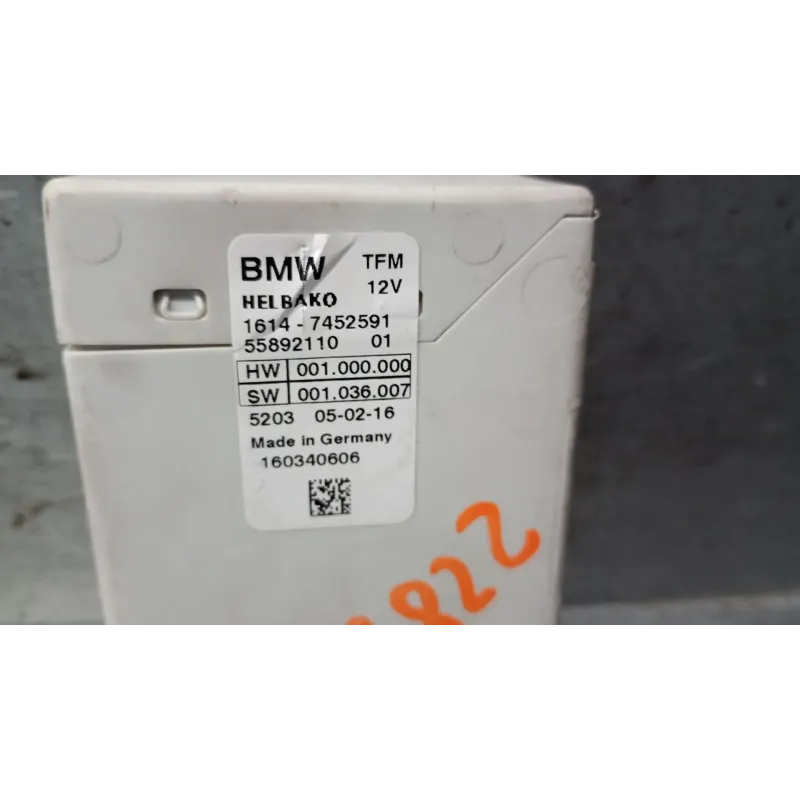 BMW TFM
HELBAKO 12V
1614 - 7452591
55892110 01
HW 001.000.000
SW 001.036.007
5203 05-02-16
Made in Germany
160340606
822